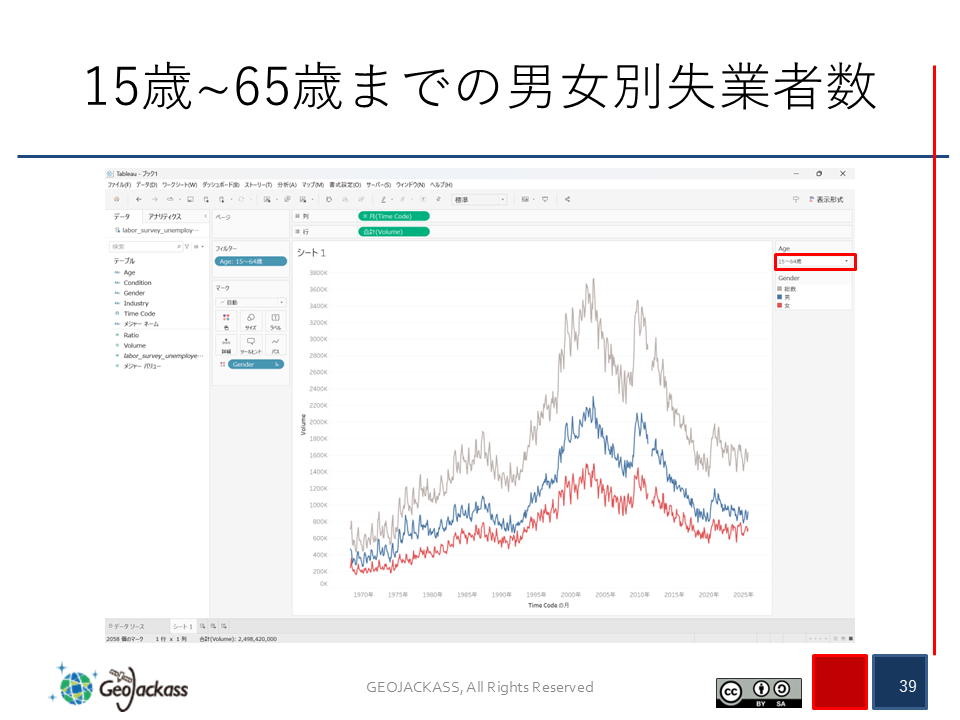 15歳~65歳までの男女別失業者数
Tableau - ブック1
ファイル(F) データ(D) ワークシート(W) ダッシュボード(B) ストーリー(T) 分析(A) マップ(M) 書式設定(O) サーバー(S) ウィンドウ(N) ヘルプ(H)
標準
表示形式
データ アナリティクス
labor_survey_unemploy…
検索
テーブル
Age
Condition
Gender
Industry
Time Code
メジャー ネーム
Ratio
Volume
labor_survey_unemploye…
メジャー バリュー
ページ
フィルター
Age: 15～64歳
マーク
自動
色 サイズ ラベル
詳細 ツールヒント パス
Gender
列 月(Time Code)
行 合計(Volume)
シート 1
Volume
3800K
3600K
3400K
3200K
3000K
2800K
2600K
2400K
2200K
2000K
1800K
1600K
1400K
1200K
1000K
800K
600K
400K
200K
0K
1970年 1975年 1980年 1985年 1990年 1995年 2000年 2005年 2010年 2015年 2020年 2025年
Time Code の月
Age
15～64歳
Gender
総数
男
女
データ ソース シート 1
2058 個のマーク 1 行 x 1 列 合計(Volume): 2,498,420,000
GeoJackass
GEOJACKASS, All Rights Reserved
cc BY SA
39